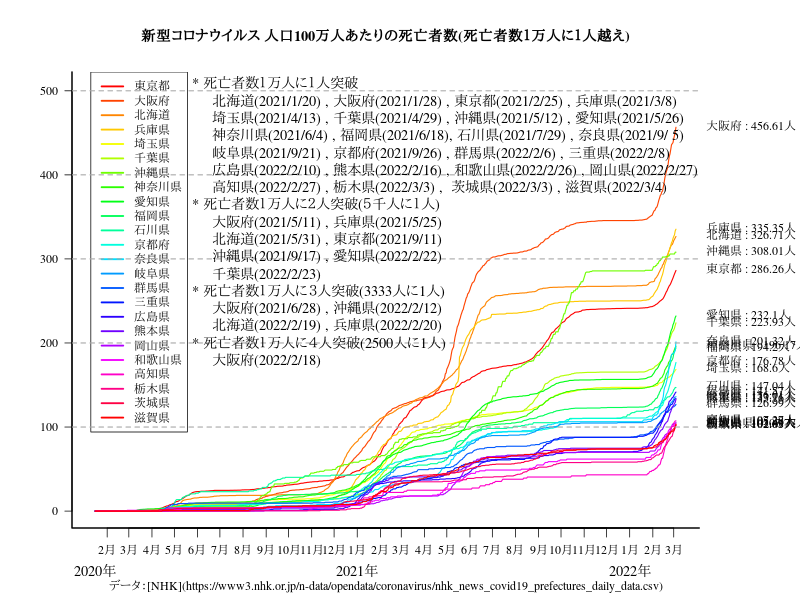 新型コロナウイルス 人口100万人あたりの死亡者数(死亡者数1万人に1人越え)
500
400
300
200
100
0
東京都
大阪府
北海道
兵庫県
埼玉県
千葉県
沖縄県
神奈川県
愛知県
福岡県
石川県
京都府
奈良県
岐阜県
群馬県
三重県
広島県
熊本県
岡山県
和歌山県
高知県
栃木県
茨城県
滋賀県
* 死亡者数1万人に1人突破
北海道(2021/1/20) , 大阪府(2021/1/28) , 東京都(2021/2/25) , 兵庫県(2021/3/8)
埼玉県(2021/4/13) , 千葉県(2021/4/29) , 沖縄県(2021/5/12) , 愛知県(2021/5/26)
神奈川県(2021/6/4) , 福岡県(2021/6/18), 石川県(2021/7/29) , 奈良県(2021/9/ 5)
岐阜県(2021/9/21) , 京都府(2021/9/26) , 群馬県(2022/2/6) , 三重県(2022/2/8)
広島県(2022/2/10) , 熊本県(2022/2/16) , 和歌山県(2022/2/26) , 岡山県(2022/2/27)
高知県(2022/2/27) , 栃木県(2022/3/3) , 茨城県(2022/3/3) , 滋賀県(2022/3/4)
* 死亡者数1万人に2人突破(5千人に1人)
大阪府(2021/5/11) , 兵庫県(2021/5/25)
北海道(2021/5/31) , 東京都(2021/9/11)
沖縄県(2021/9/17) , 愛知県(2022/2/22)
千葉県(2022/2/23)
* 死亡者数1万人に3人突破(3333人に1人)
大阪府(2021/6/28) , 沖縄県(2022/2/12)
北海道(2022/2/19) , 兵庫県(2022/2/20)
* 死亡者数1万人に4人突破(2500人に1人)
大阪府(2022/2/18)
大阪府 : 456.61人
兵庫県 : 335.35人
北海道 : 326.71人
沖縄県 : 308.01人
東京都 : 286.26人
愛知県 : 232.1人
千葉県 : 223.93人
奈良県 : 201.32人
京都府 : 176.78人
埼玉県 : 168.6人
石川県 : 147.04人
群馬県 : 126.99人
2月 3月 4月 5月 6月 7月 8月 9月 10月 11月 12月 1月 2月 3月 4月 5月 6月 7月 8月 9月 10月 11月 12月 1月 2月 3月
2020年 2021年 2022年
データ:[NHK](https://www3.nhk.or.jp/n-data/opendata/coronavirus/nhk_news_covid19_prefectures_daily_data.csv)